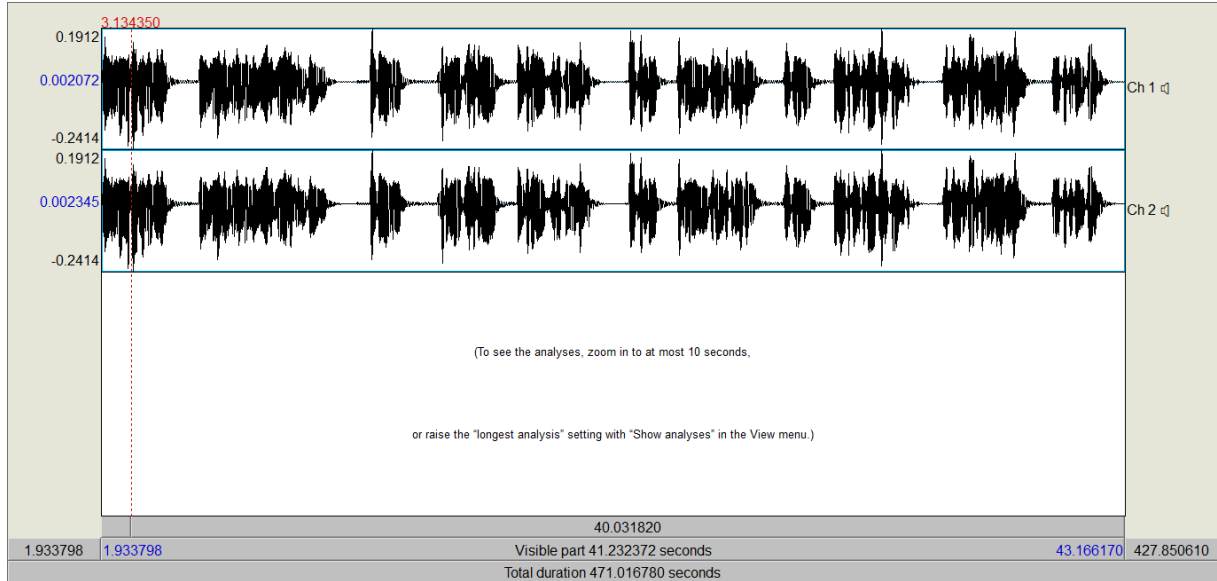 3.134350
0.1912
0.002072
-0.2414
Ch 1
0.1912
0.002345
-0.2414
Ch 2
(To see the analyses, zoom in to at most 10 seconds,
or raise the “longest analysis” setting with “Show analyses” in the View menu.)
40.031820
1.933798 1.933798 Visible part 41.232372 seconds 43.166170 427.850610
Total duration 471.016780 seconds